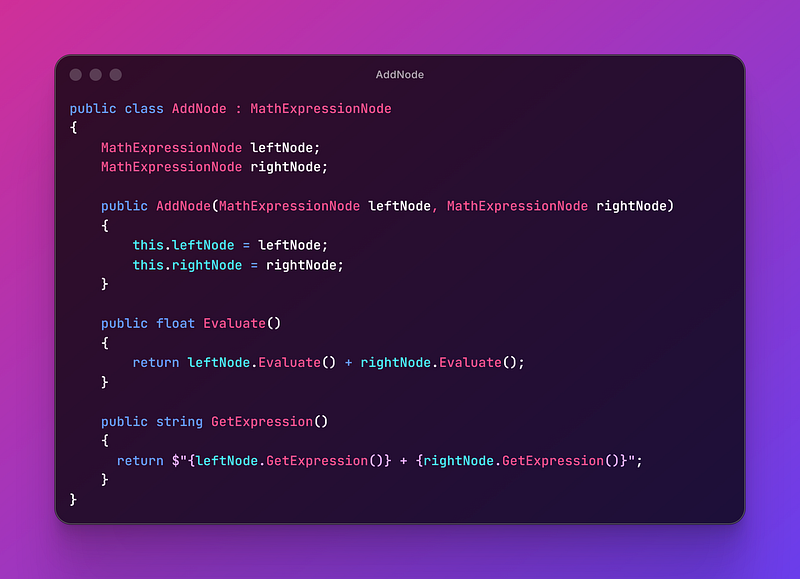 AddNode
public class AddNode : MathExpressionNode
{
    MathExpressionNode leftNode;
    MathExpressionNode rightNode;

    public AddNode(MathExpressionNode leftNode, MathExpressionNode rightNode)
    {
        this.leftNode = leftNode;
        this.rightNode = rightNode;
    }

    public float Evaluate()
    {
        return leftNode.Evaluate() + rightNode.Evaluate();
    }

    public string GetExpression()
    {
      return $"{leftNode.GetExpression()} + {rightNode.GetExpression()}";
    }
}